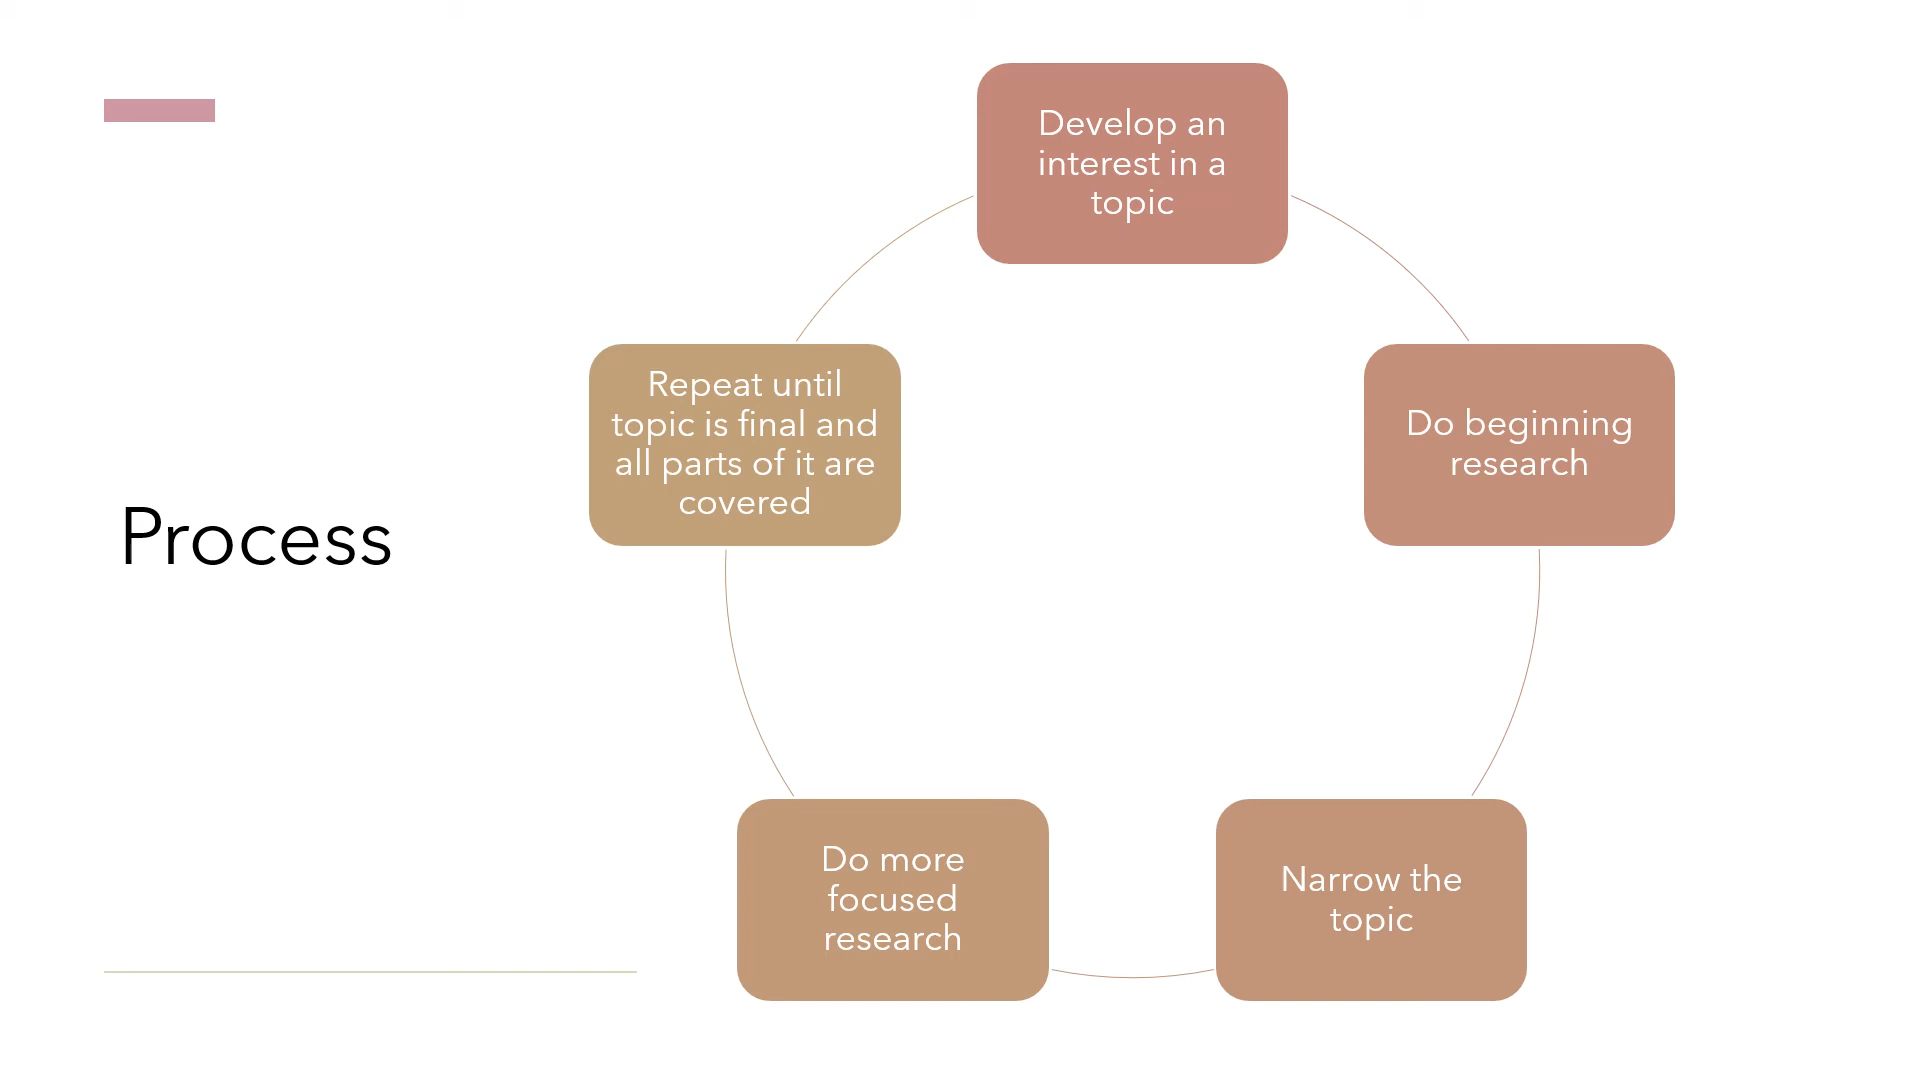 Process
Develop an
interest in a
topic
Do beginning
research
Narrow the
topic
Do more
focused
research
Repeat until
topic is final and
all parts of it are
covered